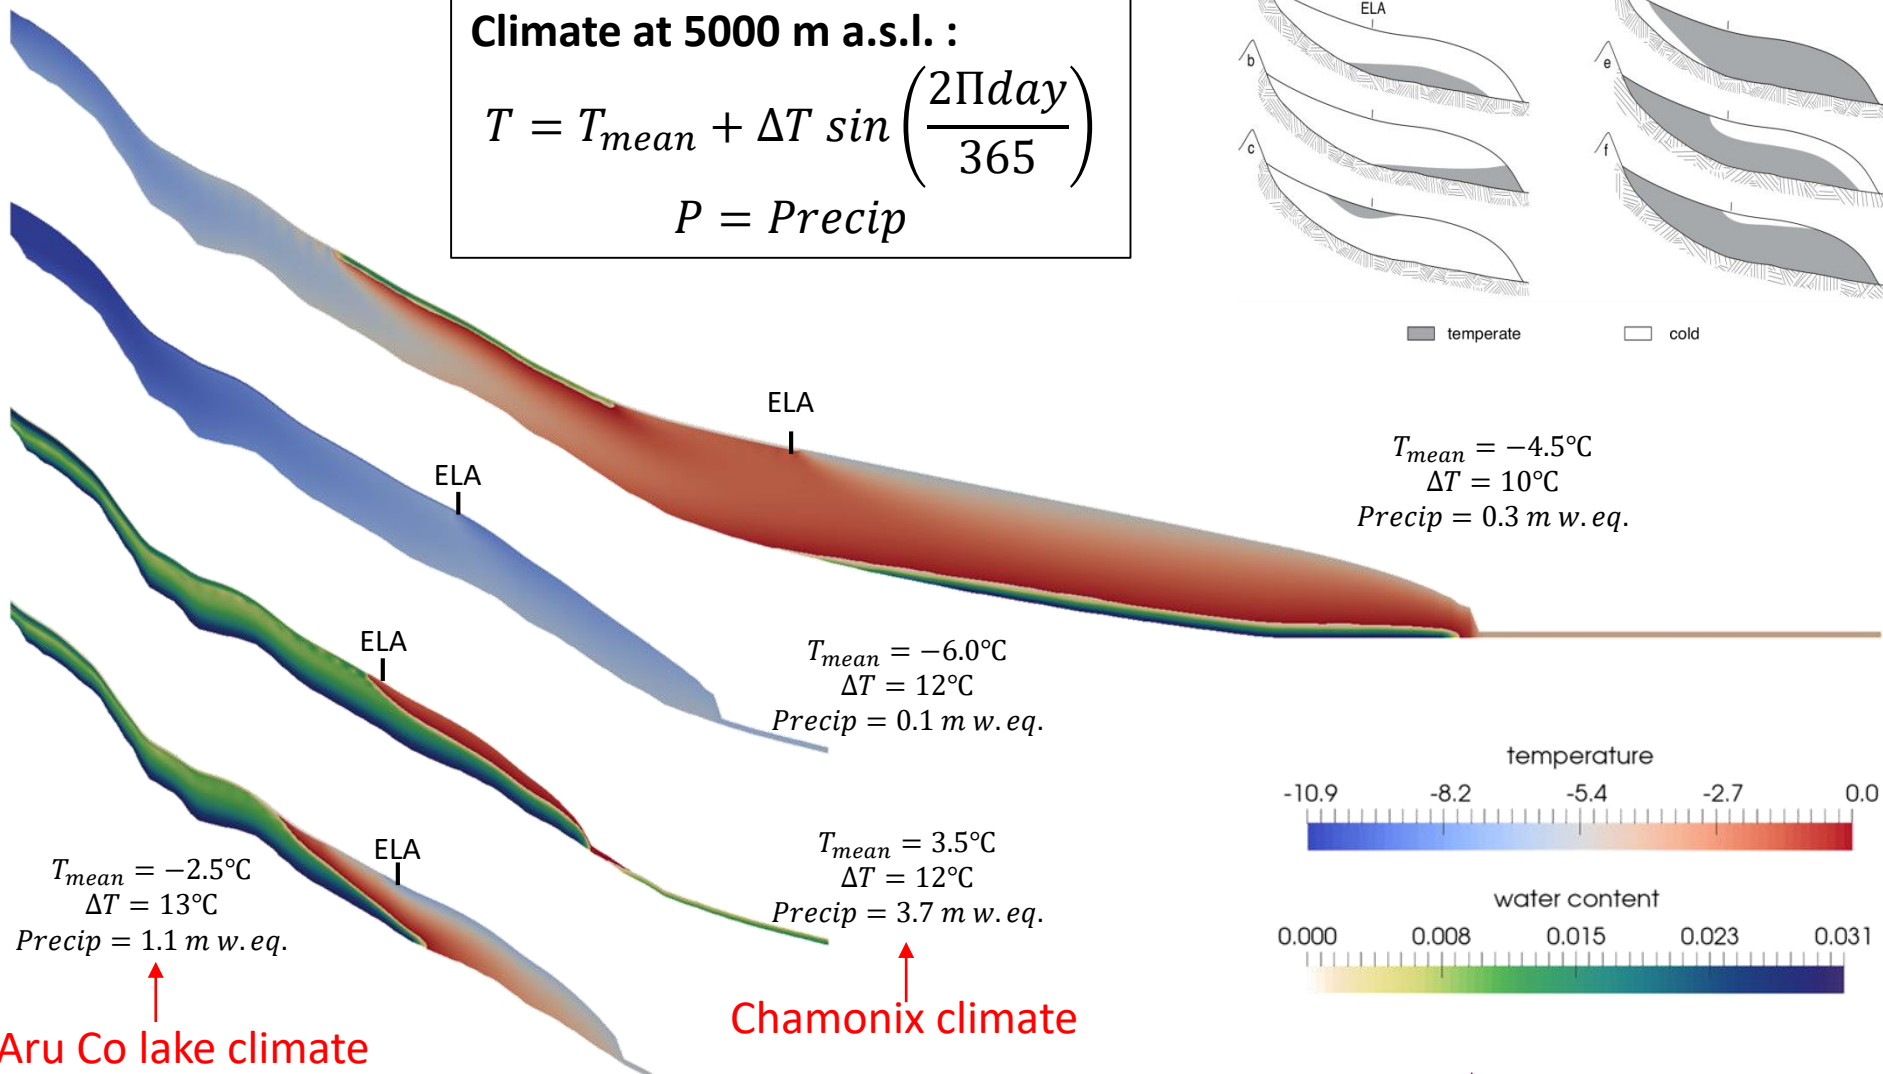 Climate at 5000 m a.s.l. :
T = T_mean + ΔT sin (2Πday / 365)
P = Precip
ELA
b
c
e
f
temperate
cold
ELA
T_mean = −4.5℃
ΔT = 10℃
Precip = 0.3 m w. eq.
ELA
T_mean = −6.0℃
ΔT = 12℃
Precip = 0.1 m w. eq.
ELA
T_mean = 3.5℃
ΔT = 12℃
Precip = 3.7 m w. eq.
Chamonix climate
ELA
T_mean = −2.5℃
ΔT = 13℃
Precip = 1.1 m w. eq.
Aru Co lake climate
temperature
-10.9 -8.2 -5.4 -2.7 0.0
water content
0.000 0.008 0.015 0.023 0.031